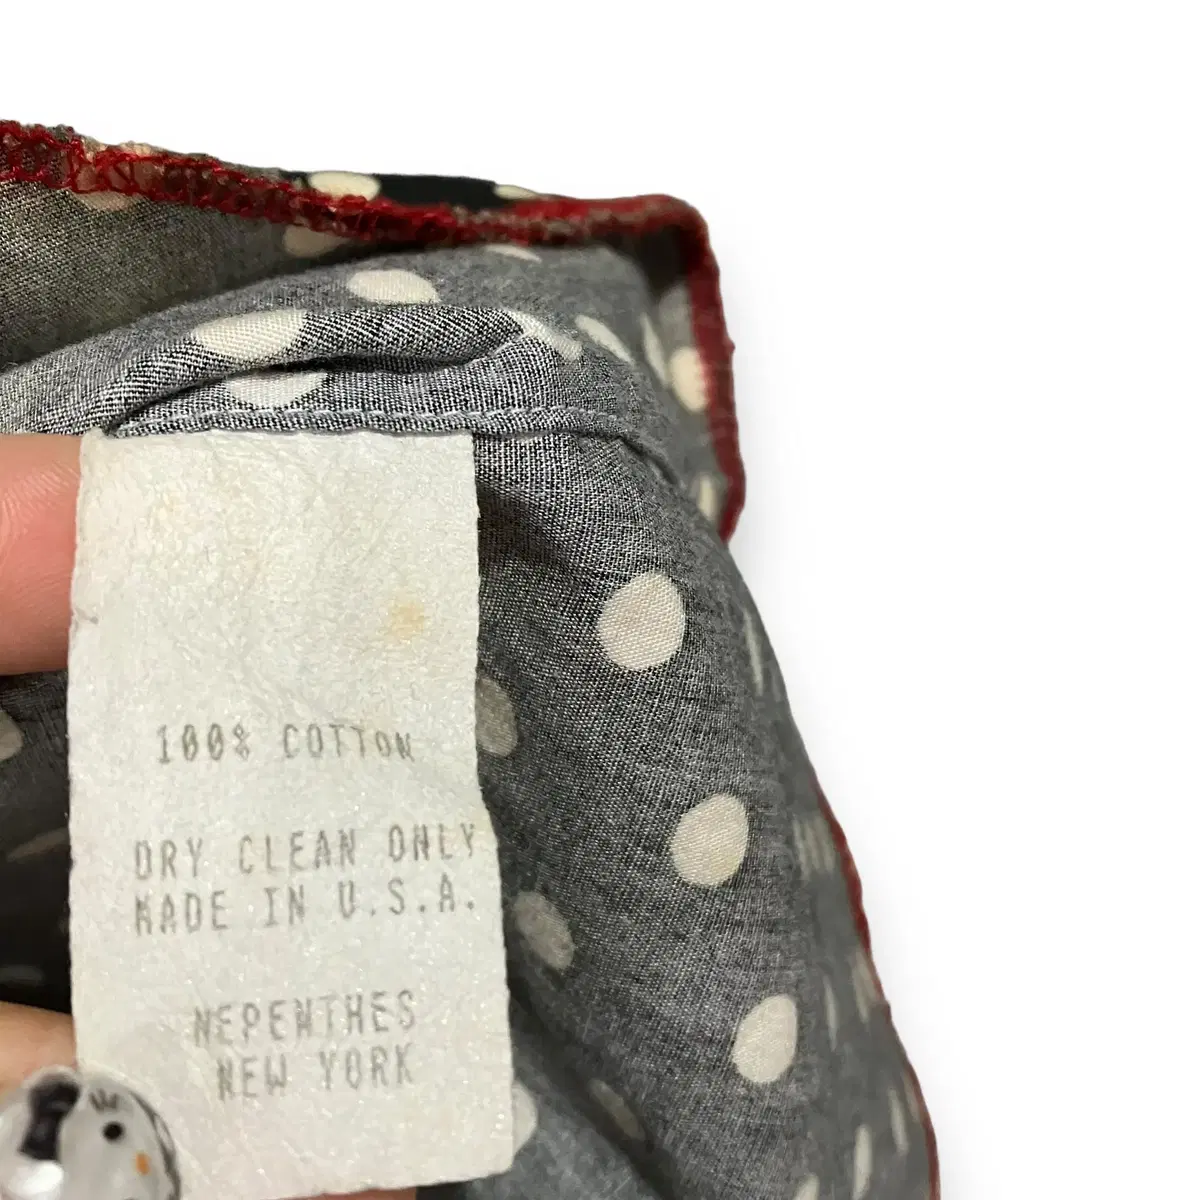 100% COTTON
DRY CLEAN ONLY
MADE IN U.S.A.
NEPENTHES
NEW YORK